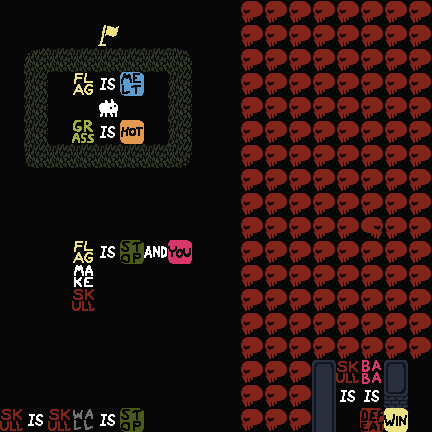 FLAG IS MELT
GRASS IS HOT
FLAG IS STOP AND YOU
MAKE
SKULL
SKULL BABA
IS IS
SKULL IS SKULL WALL IS STOP DEFEAT WIN